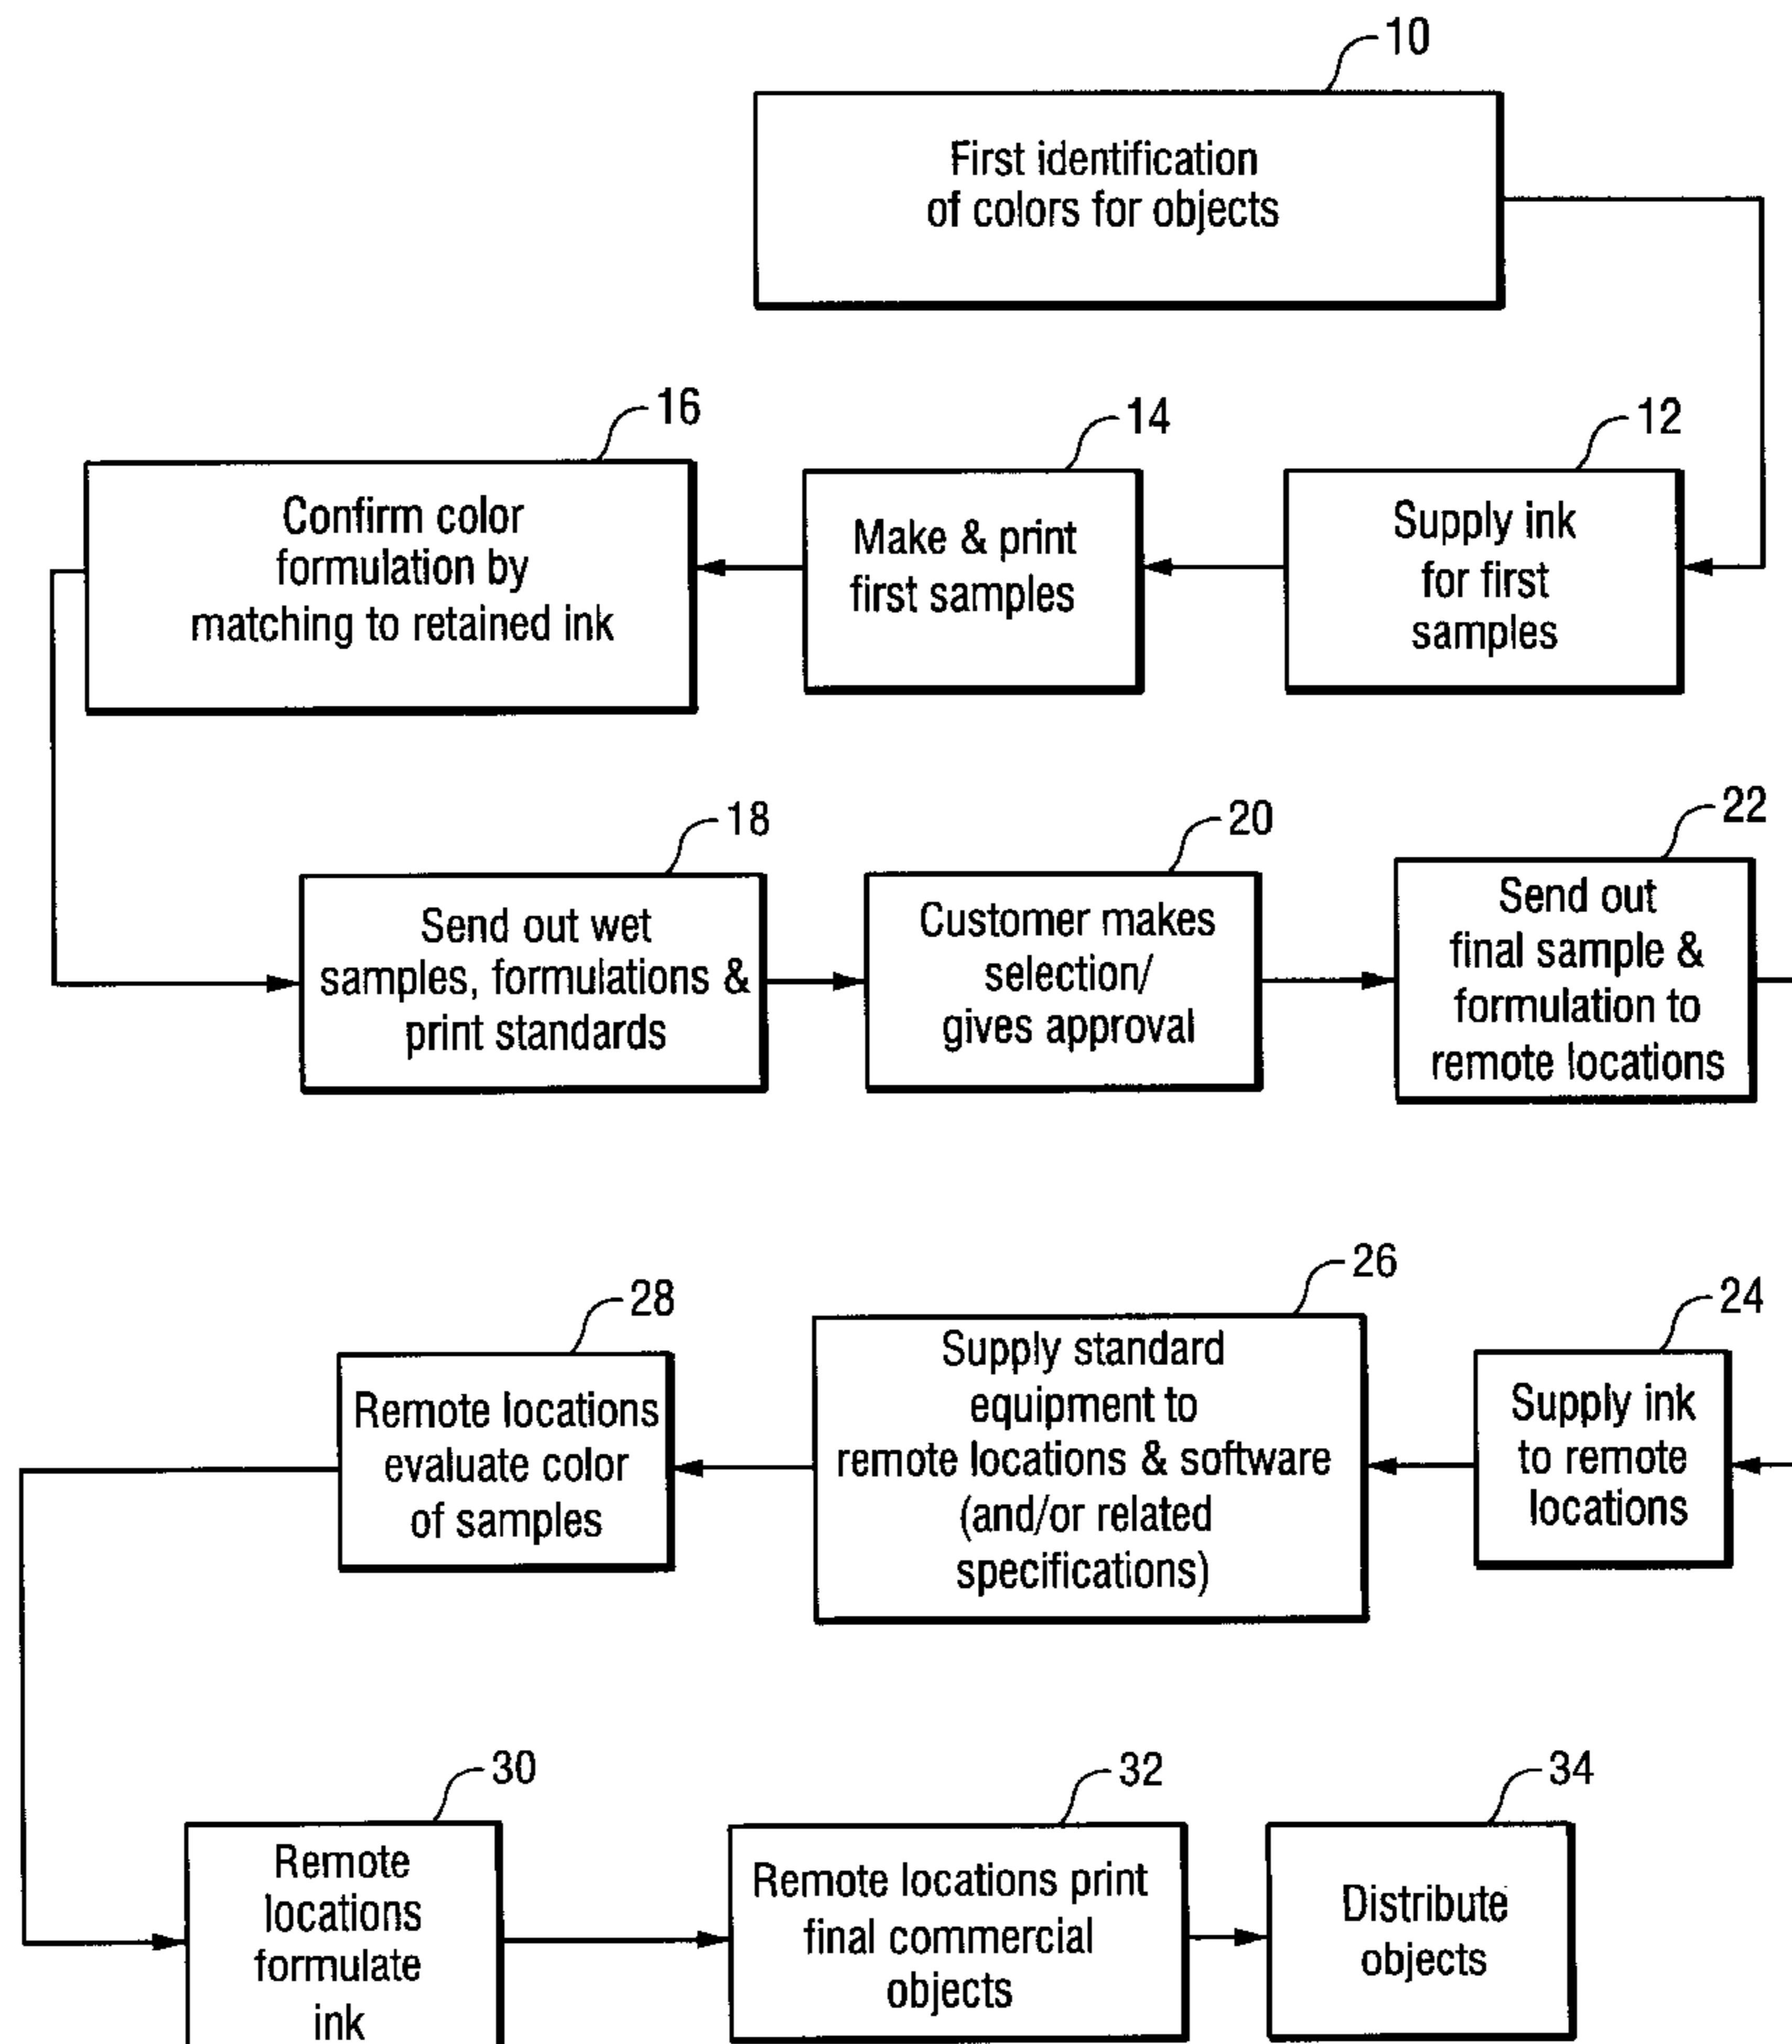 10
First identification
of colors for objects
16
Confirm color
formulation by
matching to retained ink
14
Make & print
first samples
12
Supply ink
for first
samples
18
Send out wet
samples, formulations &
print standards
20
Customer makes
selection/
gives approval
22
Send out
final sample &
formulation to
remote locations
28
Remote locations
evaluate color
of samples
26
Supply standard
equipment to
remote locations & software
(and/or related
specifications)
24
Supply ink
to remote
locations
30
Remote
locations
formulate
ink
32
Remote locations print
final commercial
objects
34
Distribute
objects